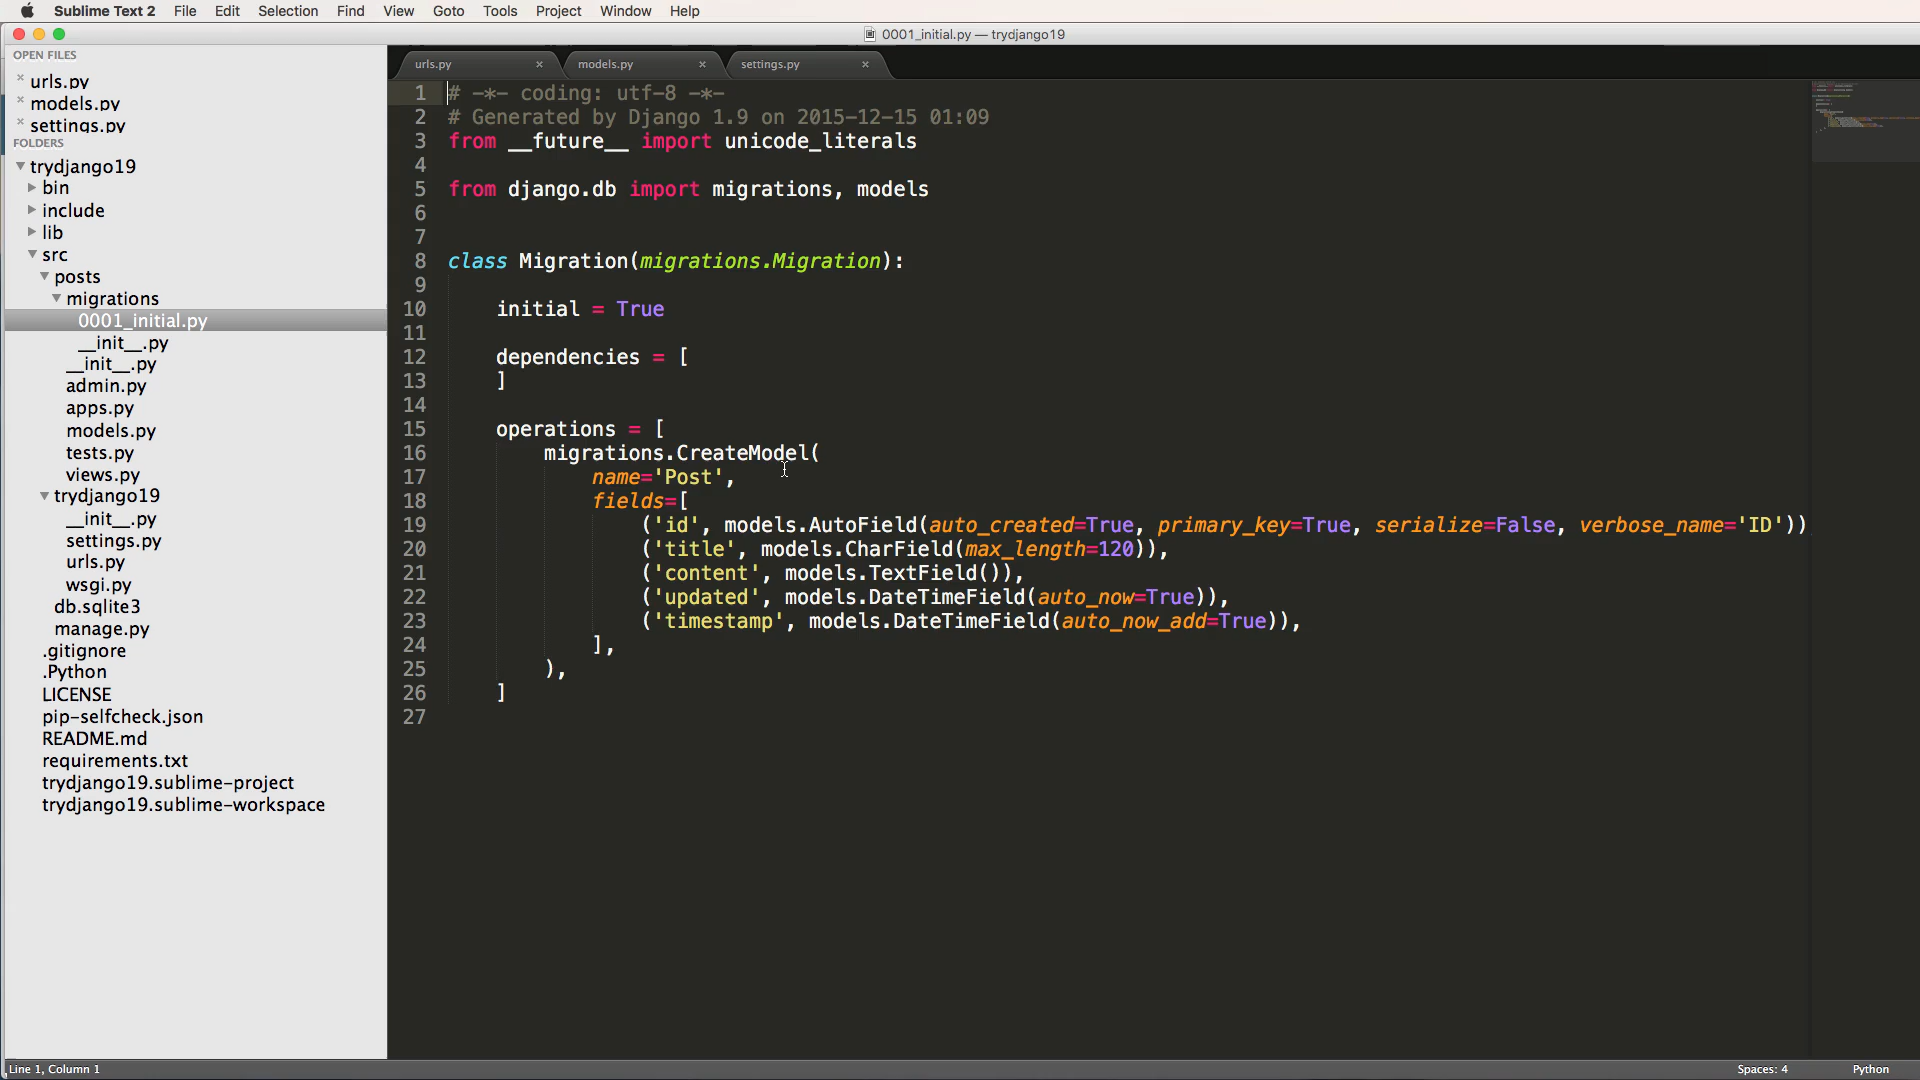 Sublime Text 2 File Edit Selection Find View Goto Tools Project Window Help
0001_initial.py — trydjango19
OPEN FILES
urls.py
models.py
settings.py
FOLDERS
trydjango19
bin
include
lib
src
posts
migrations
0001_initial.py
__init__.py
__init__.py
admin.py
apps.py
models.py
tests.py
views.py
trydjango19
__init__.py
settings.py
urls.py
wsgi.py
db.sqlite3
manage.py
.gitignore
.Python
LICENSE
pip-selfcheck.json
README.md
requirements.txt
trydjango19.sublime-project
trydjango19.sublime-workspace
urls.py × models.py × settings.py ×
1 # -*- coding: utf-8 -*-
2 # Generated by Django 1.9 on 2015-12-15 01:09
3 from __future__ import unicode_literals
4
5 from django.db import migrations, models
6
7
8 class Migration(migrations.Migration):
9
10     initial = True
11
12     dependencies = [
13     ]
14
15     operations = [
16         migrations.CreateModel(
17             name='Post',
18             fields=[
19                 ('id', models.AutoField(auto_created=True, primary_key=True, serialize=False, verbose_name='ID'))
20                 ('title', models.CharField(max_length=120)),
21                 ('content', models.TextField()),
22                 ('updated', models.DateTimeField(auto_now=True)),
23                 ('timestamp', models.DateTimeField(auto_now_add=True)),
24             ],
25         ),
26     ]
27
Line 1, Column 1 Spaces: 4 Python